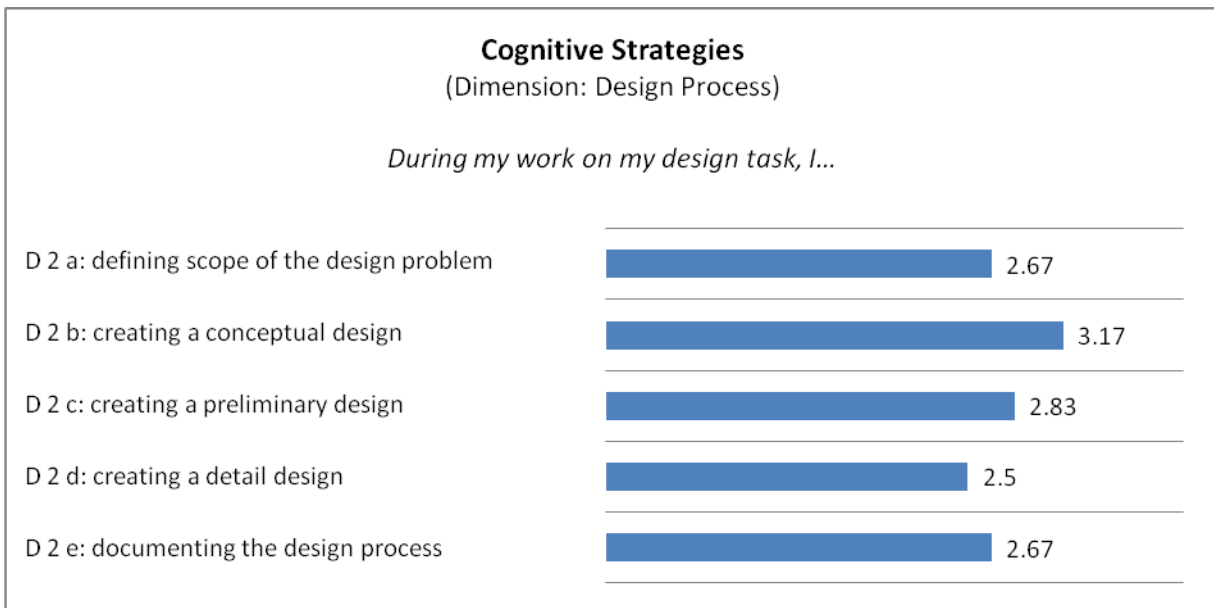 Cognitive Strategies
(Dimension: Design Process)
During my work on my design task, I…
D 2 a: defining scope of the design problem 2.67
D 2 b: creating a conceptual design 3.17
D 2 c: creating a preliminary design 2.83
D 2 d: creating a detail design 2.5
D 2 e: documenting the design process 2.67